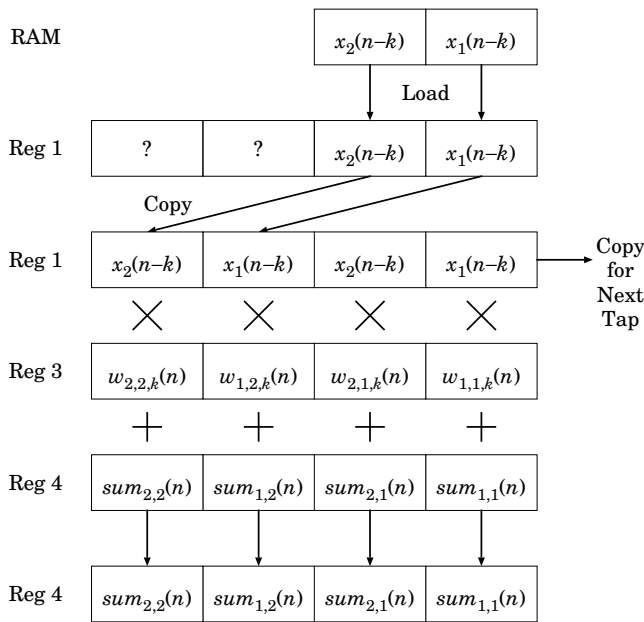 RAM x₂(n–k) x₁(n–k)
Load
Reg 1 ? ? x₂(n–k) x₁(n–k)
Copy
Reg 1 x₂(n–k) x₁(n–k) x₂(n–k) x₁(n–k)
Copy
for
Next
Tap
× × × ×
Reg 3 w₂,₂,ₖ(n) w₁,₂,ₖ(n) w₂,₁,ₖ(n) w₁,₁,ₖ(n)
+ + + +
Reg 4 sum₂,₂(n) sum₁,₂(n) sum₂,₁(n) sum₁,₁(n)
Reg 4 sum₂,₂(n) sum₁,₂(n) sum₂,₁(n) sum₁,₁(n)